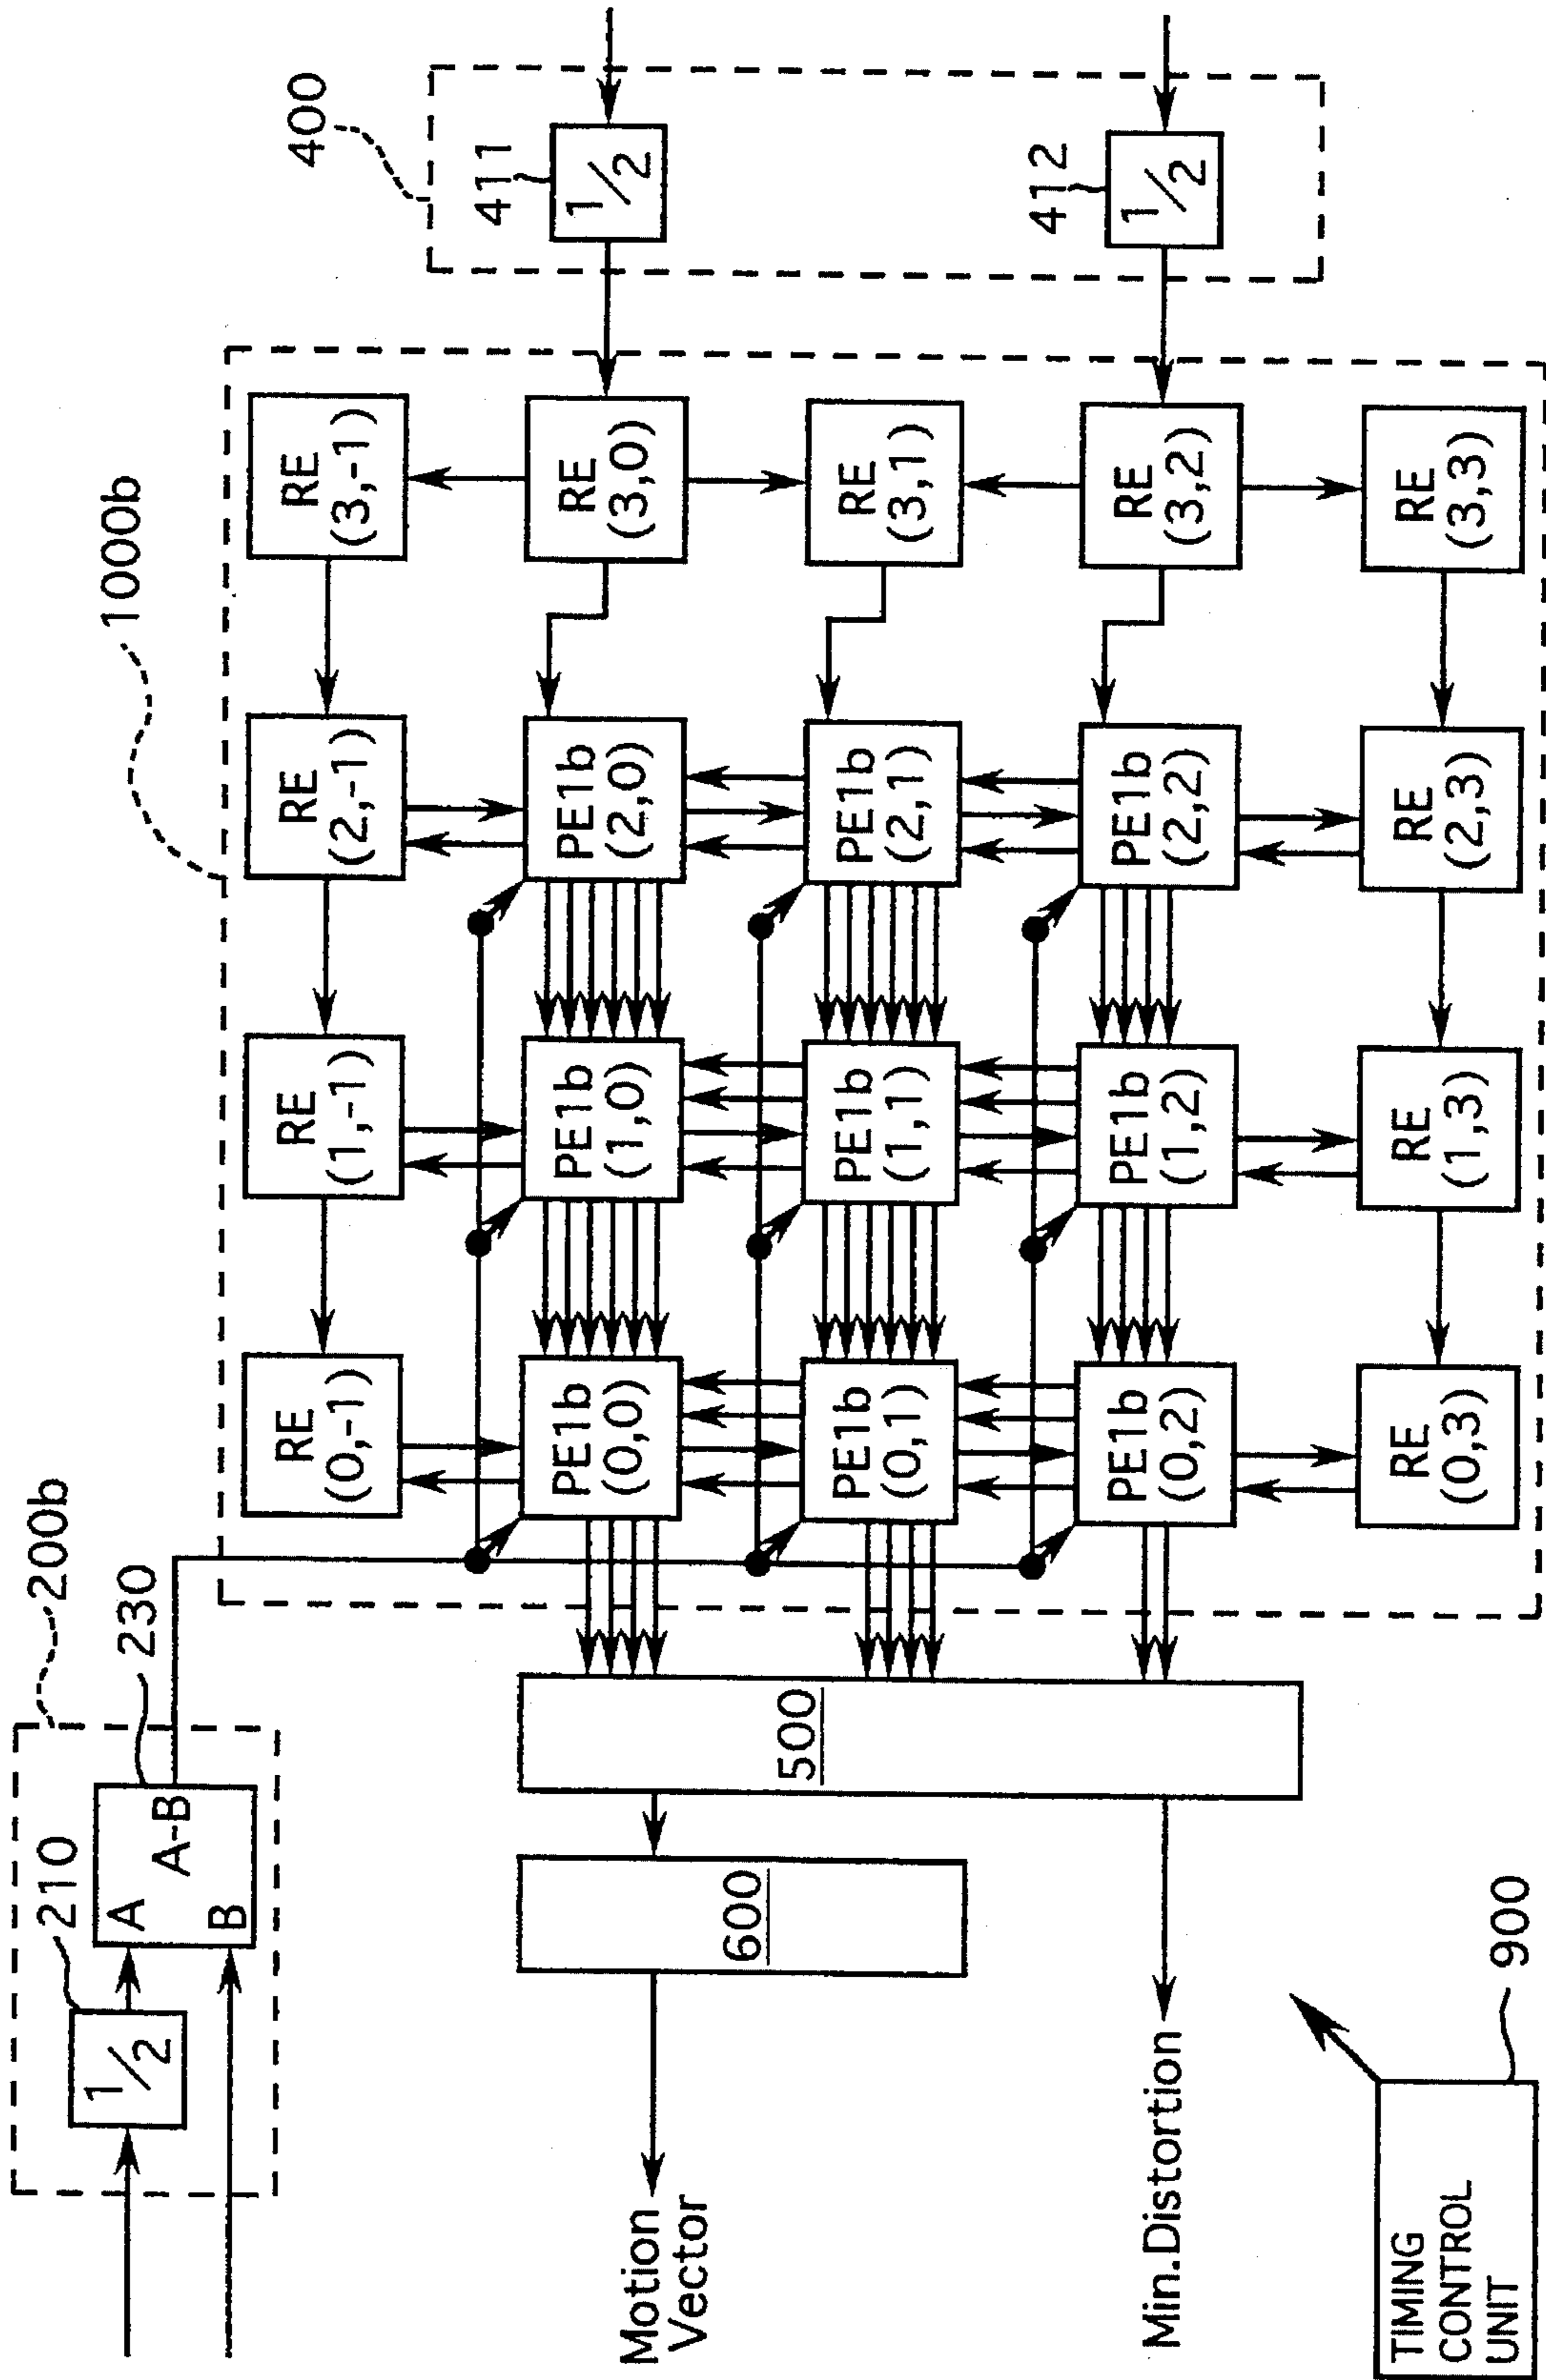 200b
210
230
1/2
A
A-B
B
1000b
400
411
1/2
412
1/2
RE
(0,-1)
RE
(1,-1)
RE
(2,-1)
RE
(3,-1)
PE1b
(0,0)
PE1b
(1,0)
PE1b
(2,0)
RE
(3,0)
PE1b
(0,1)
PE1b
(1,1)
PE1b
(2,1)
RE
(3,1)
PE1b
(0,2)
PE1b
(1,2)
PE1b
(2,2)
RE
(3,2)
RE
(0,3)
RE
(1,3)
RE
(2,3)
RE
(3,3)
500
600
Motion
Vector
Min.Distortion
TIMING
CONTROL
UNIT
900